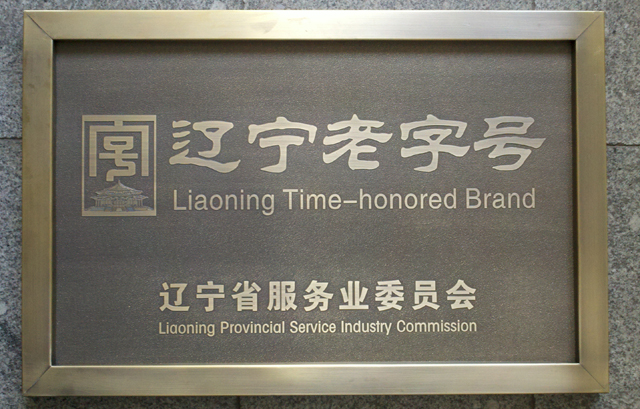 辽宁老字号
Liaoning Time-honored Brand
辽宁省服务业委员会
Liaoning Provincial Service Industry Commission